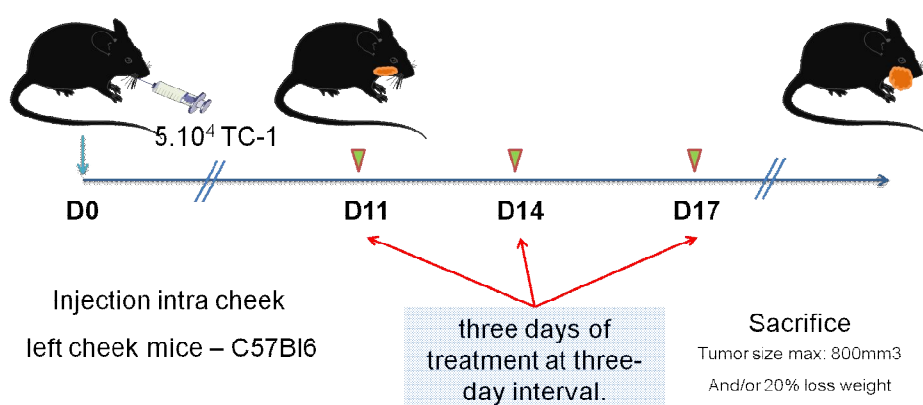 5.10⁴ TC-1
D0
D11
D14
D17
Injection intra cheek
left cheek mice – C57Bl6
three days of
treatment at three-
day interval.
Sacrifice
Tumor size max: 800mm3
And/or 20% loss weight